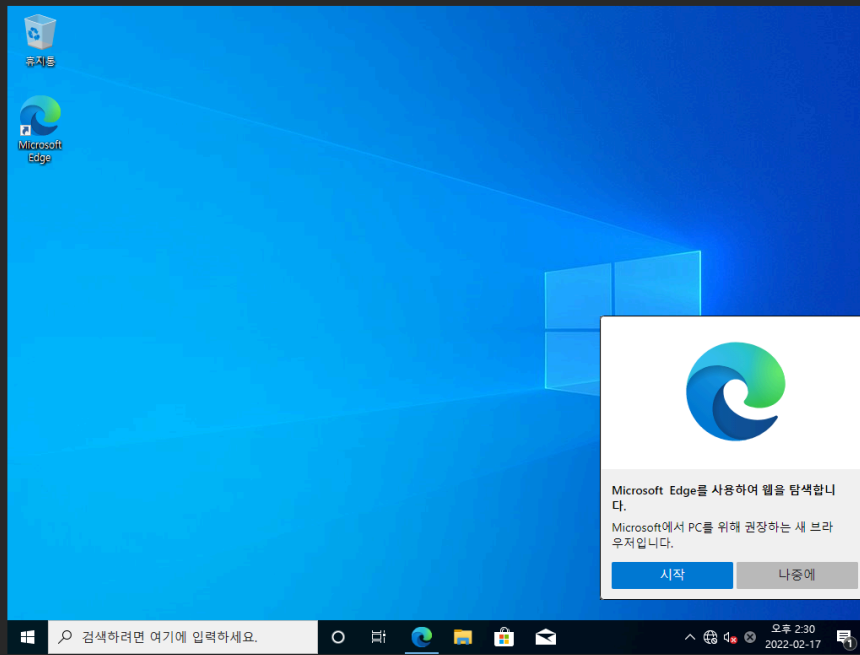 휴지통
Microsoft
Edge
Microsoft Edge를 사용하여 웹을 탐색합니
다.
Microsoft에서 PC를 위해 권장하는 새 브라
우저입니다.
시작
나중에
검색하려면 여기에 입력하세요.
오후 2:30
2022-02-17
1